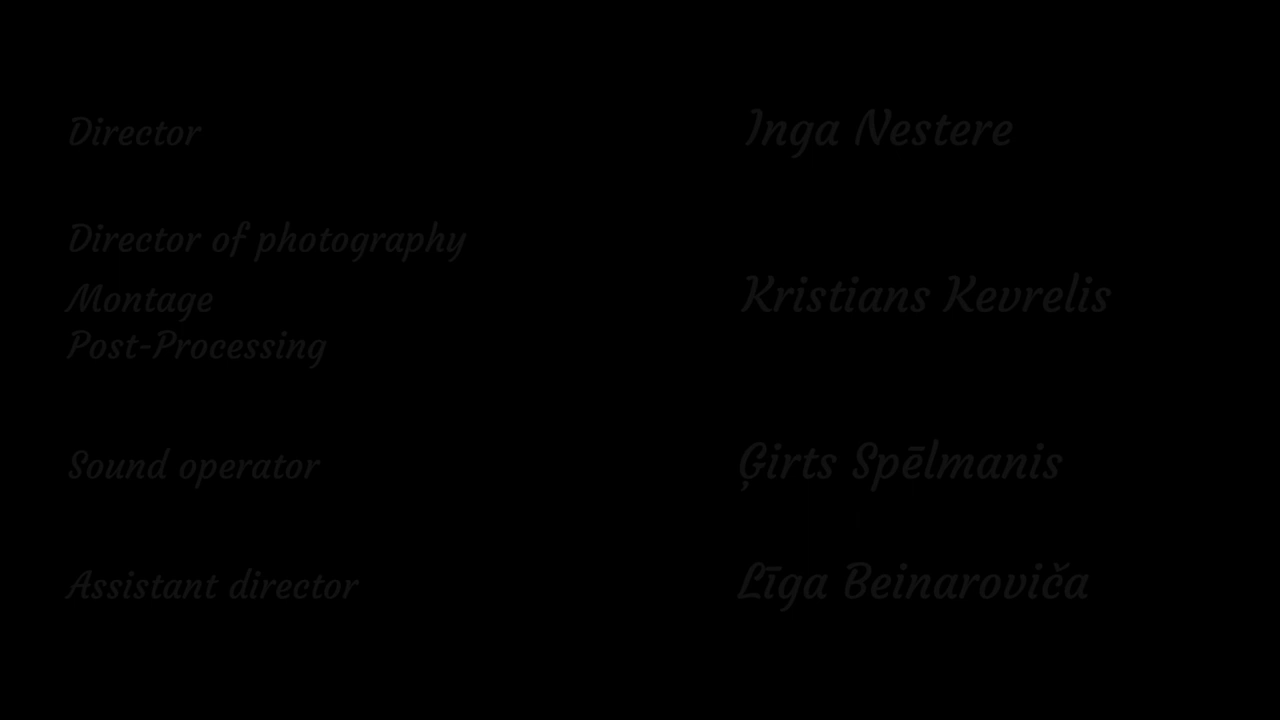 Director Inga Nestere
Director of photography
Montage Kristians Kevrelis
Post-Processing
Sound operator Ģirts Spēlmanis
Assistant director Līga Beinaroviča